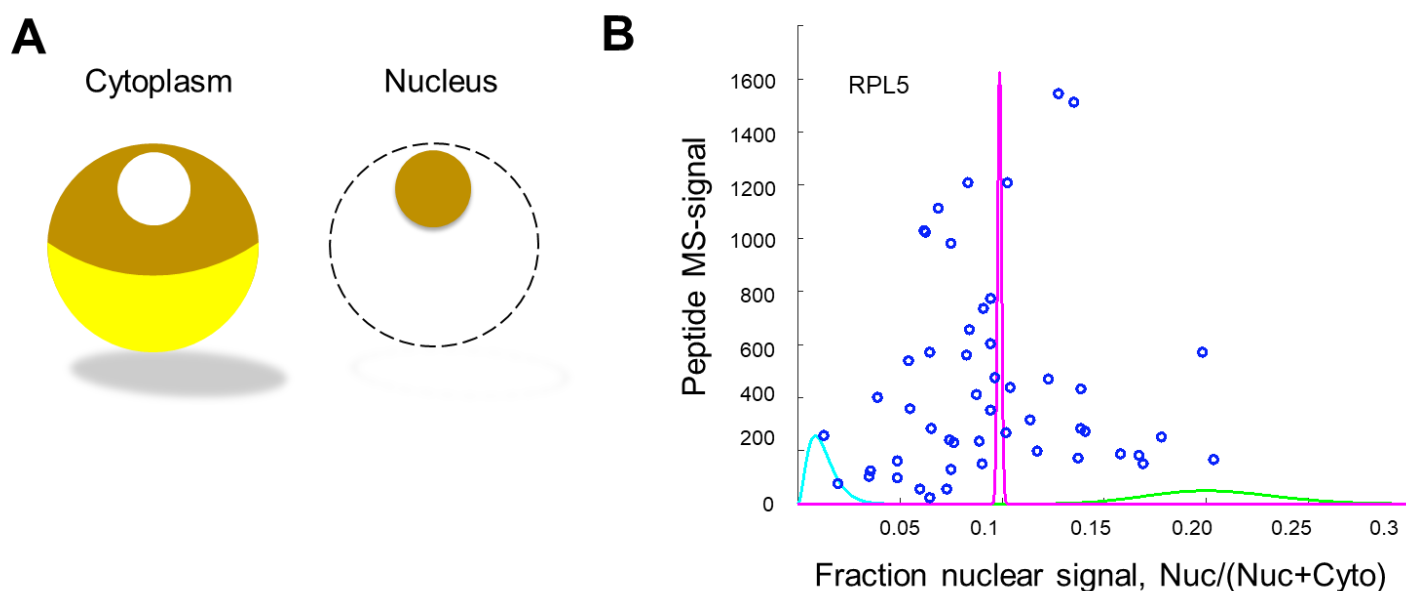 A
Cytoplasm
Nucleus
B
RPL5
Peptide MS-signal
1600
1400
1200
1000
800
600
400
200
0
0.05
0.1
0.15
0.20
0.25
0.3
Fraction nuclear signal, Nuc/(Nuc+Cyto)